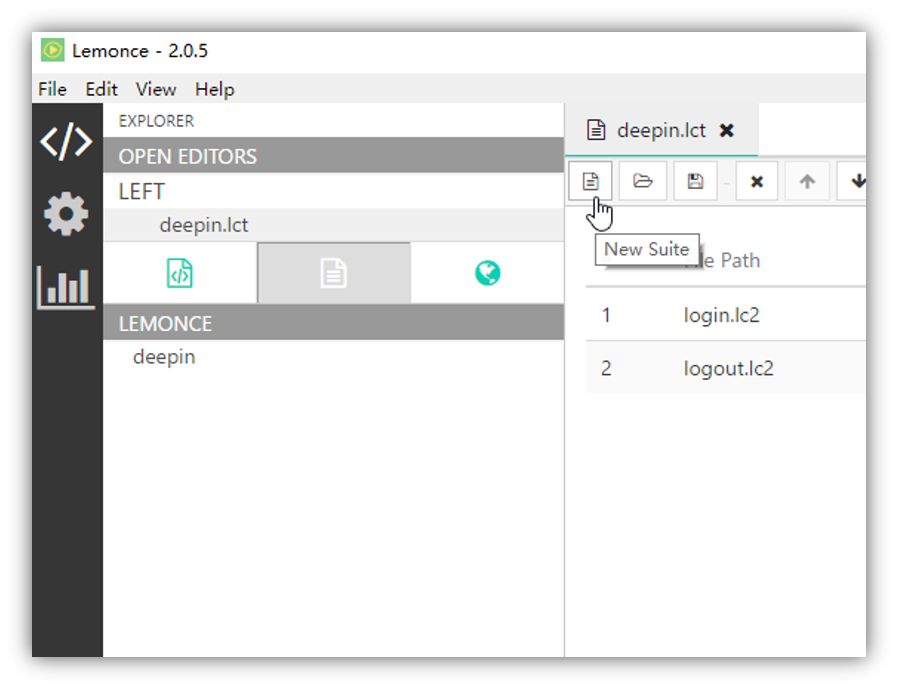 Lemonce - 2.0.5
File Edit View Help
EXPLORER
OPEN EDITORS
LEFT
deepin.lct
LEMONCE
deepin
deepin.lct
New Suite
Path
1 login.lc2
2 logout.lc2